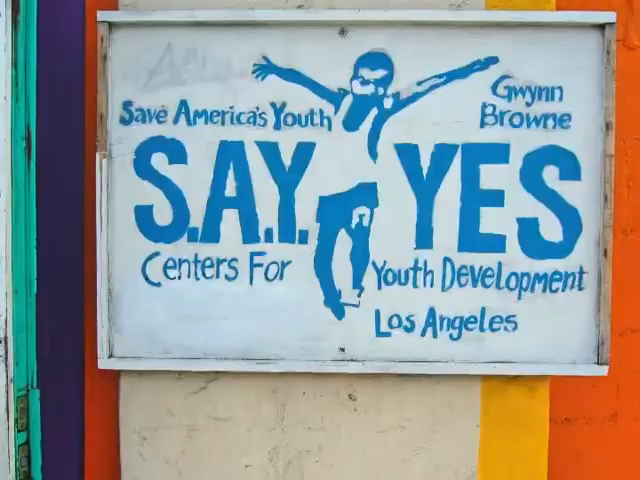 Save America's Youth
Gwynn
Browne
S.A.Y. YES
Centers For Youth Development
Los Angeles